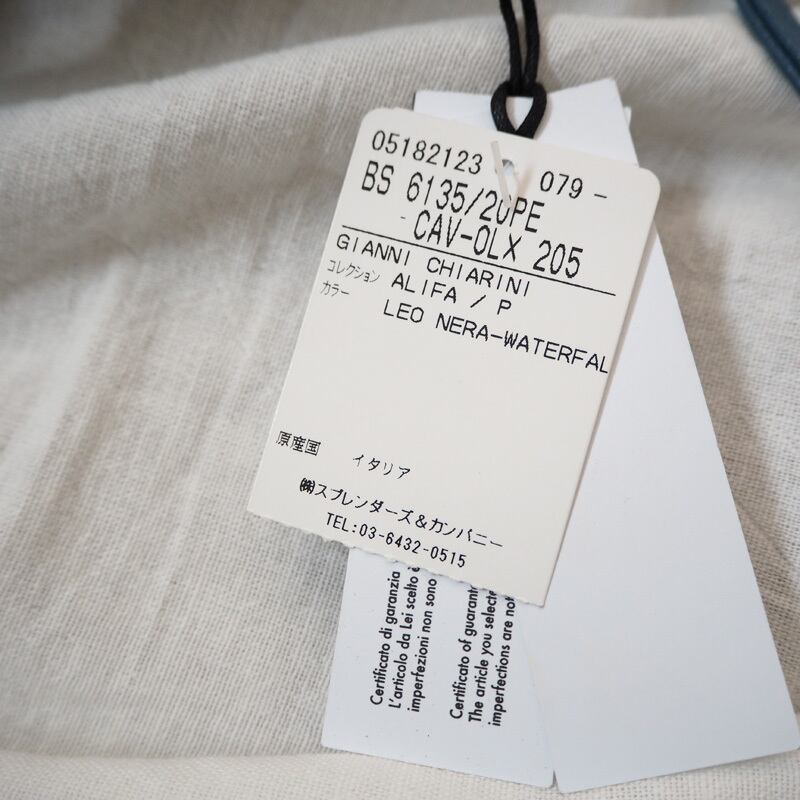 05182123 079-
BS 6135/20PE
CAV-OLX 205
GIANNI CHIARINI
コレクション ALIFA / P
カラー LEO NERA-WATERFAL
原産国 イタリア
㈱スプレンダーズ&カンパニー
TEL:03-6432-0515
Certificato di garanzia
L'articolo da Lei scelto è
imperfezioni non sono
Certificate of guarant
The article you selecte
imperfections are not